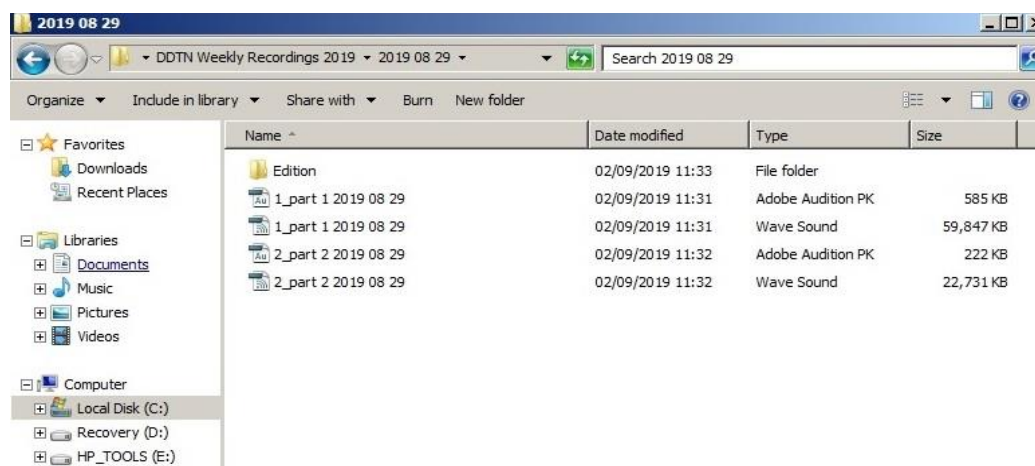 2019 08 29
DDTN Weekly Recordings 2019 2019 08 29 Search 2019 08 29
Organize Include in library Share with Burn New folder
Favorites
Downloads
Recent Places
Libraries
Documents
Music
Pictures
Videos
Computer
Local Disk (C:)
Recovery (D:)
HP_TOOLS (E:)
Name Date modified Type Size
Edition 02/09/2019 11:33 File folder
1_part 1 2019 08 29 02/09/2019 11:31 Adobe Audition PK 585 KB
1_part 1 2019 08 29 02/09/2019 11:31 Wave Sound 59,847 KB
2_part 2 2019 08 29 02/09/2019 11:32 Adobe Audition PK 222 KB
2_part 2 2019 08 29 02/09/2019 11:32 Wave Sound 22,731 KB